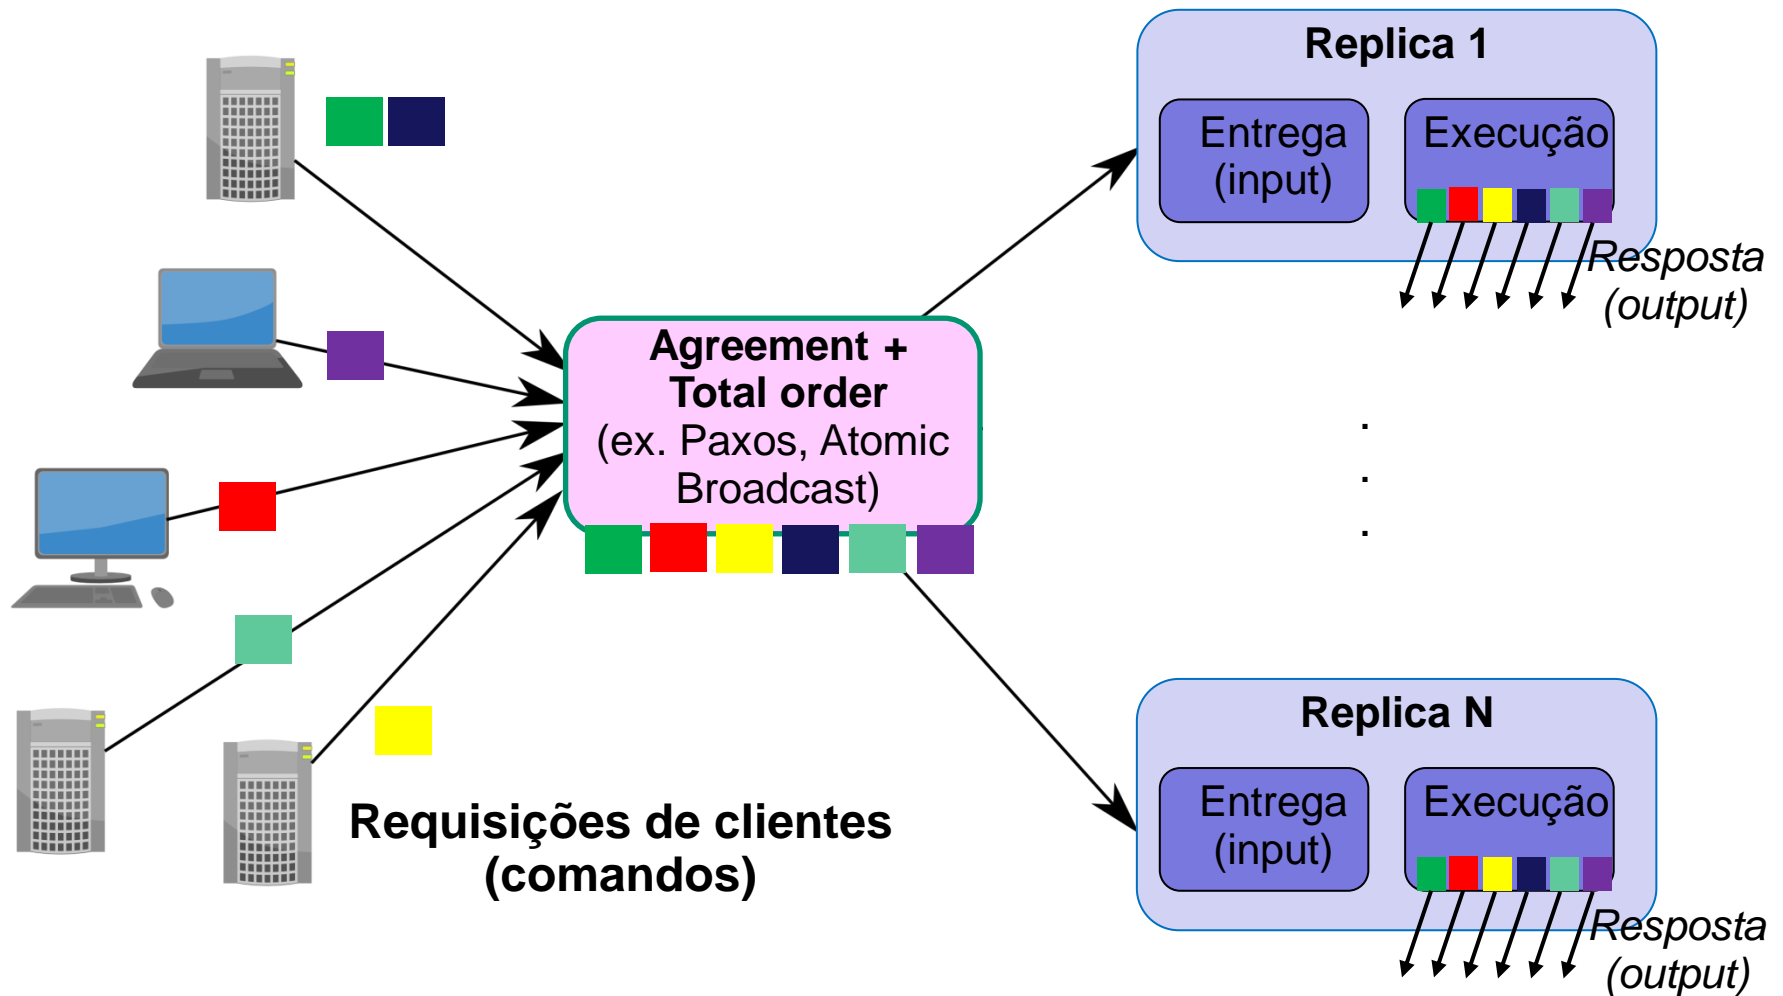 Replica 1
Entrega
(input)
Execução
Resposta
(output)
Agreement +
Total order
(ex. Paxos, Atomic
Broadcast)
.
.
.
Requisições de clientes
(comandos)
Replica N
Entrega
(input)
Execução
Resposta
(output)